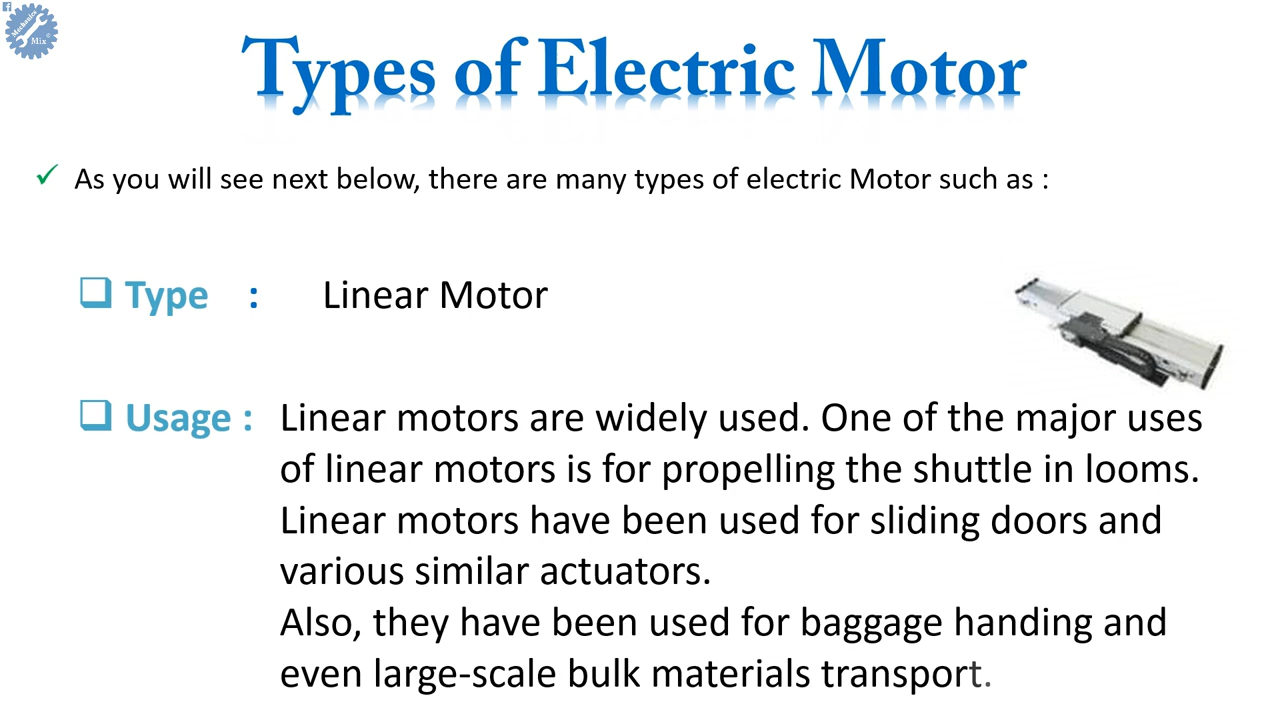 Mechanics
Mix
Types of Electric Motor
✓ As you will see next below, there are many types of electric Motor such as :
❑ Type : Linear Motor
❑ Usage : Linear motors are widely used. One of the major uses
of linear motors is for propelling the shuttle in looms.
Linear motors have been used for sliding doors and
various similar actuators.
Also, they have been used for baggage handing and
even large-scale bulk materials transport.